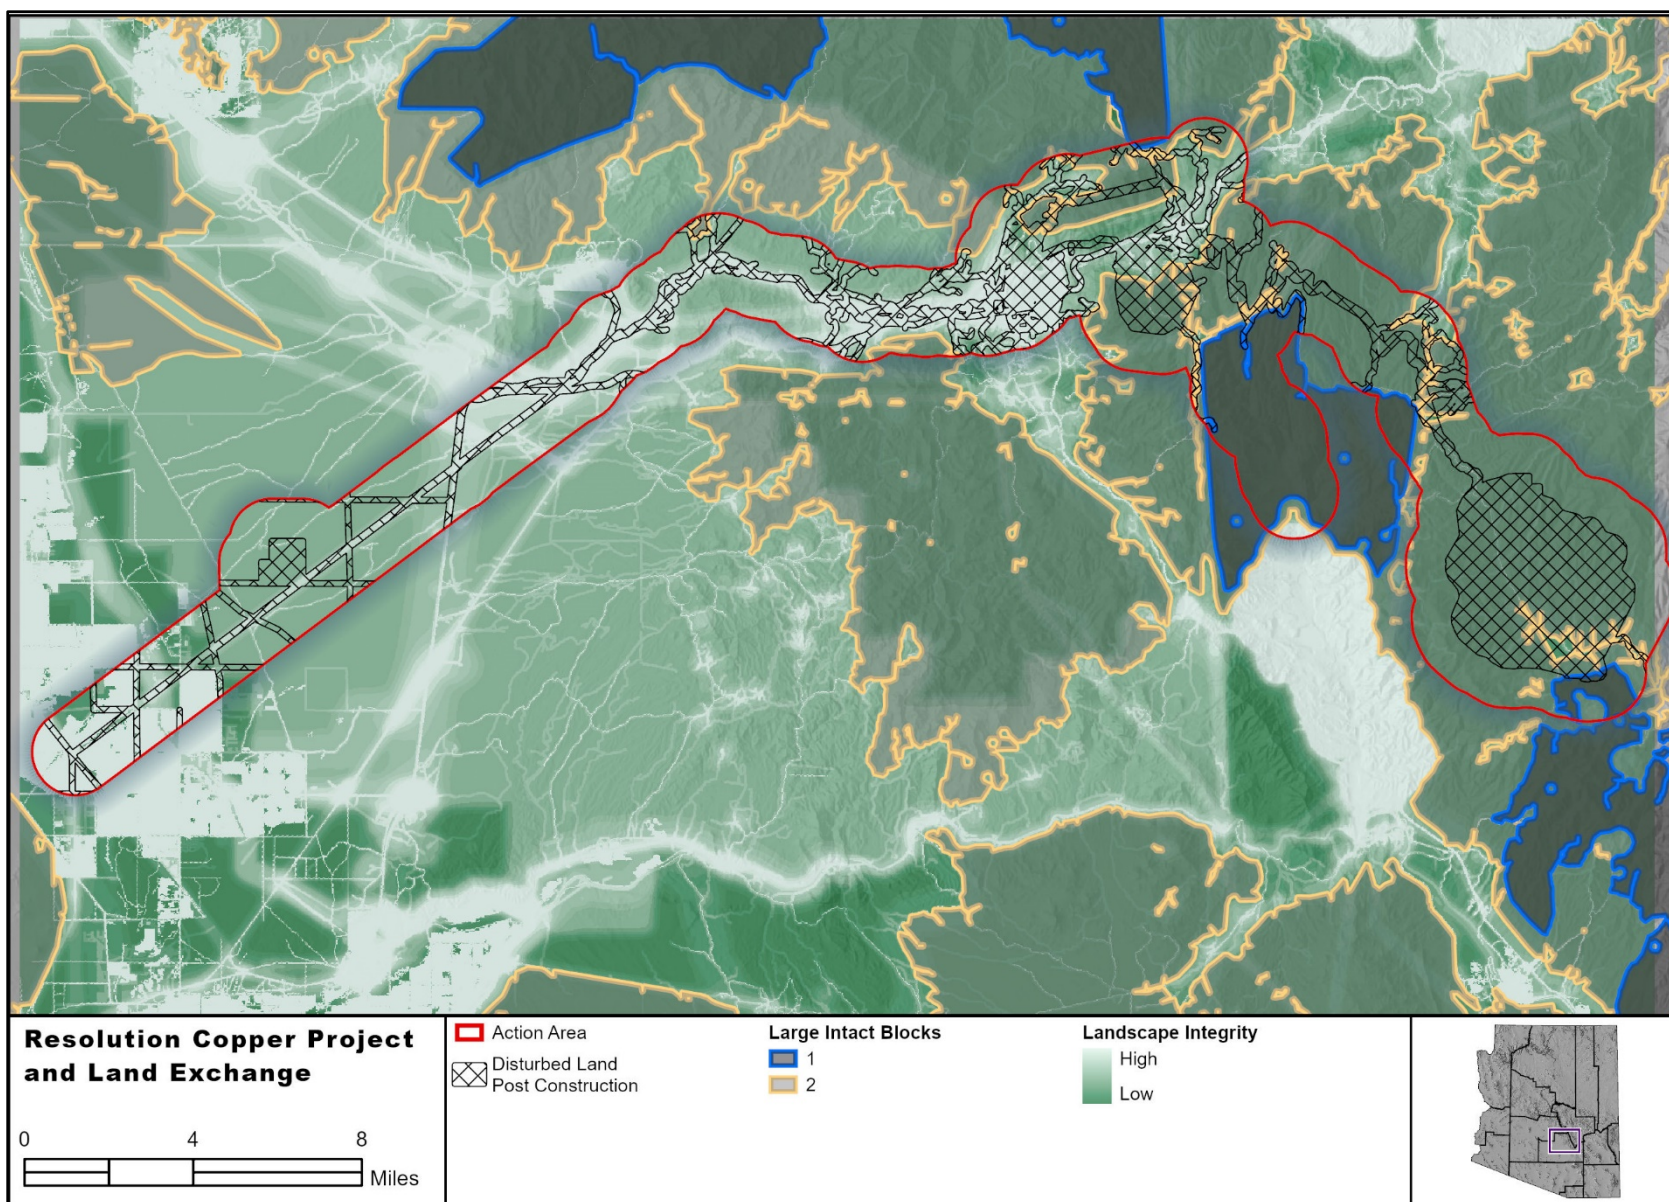 Resolution Copper Project
and Land Exchange
0 4 8
Miles
Action Area
Disturbed Land
Post Construction
Large Intact Blocks
1
2
Landscape Integrity
High
Low